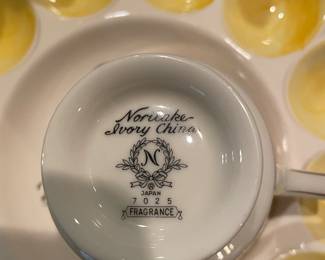 Noritake
Ivory China
N
®
JAPAN
7025
FRAGRANCE